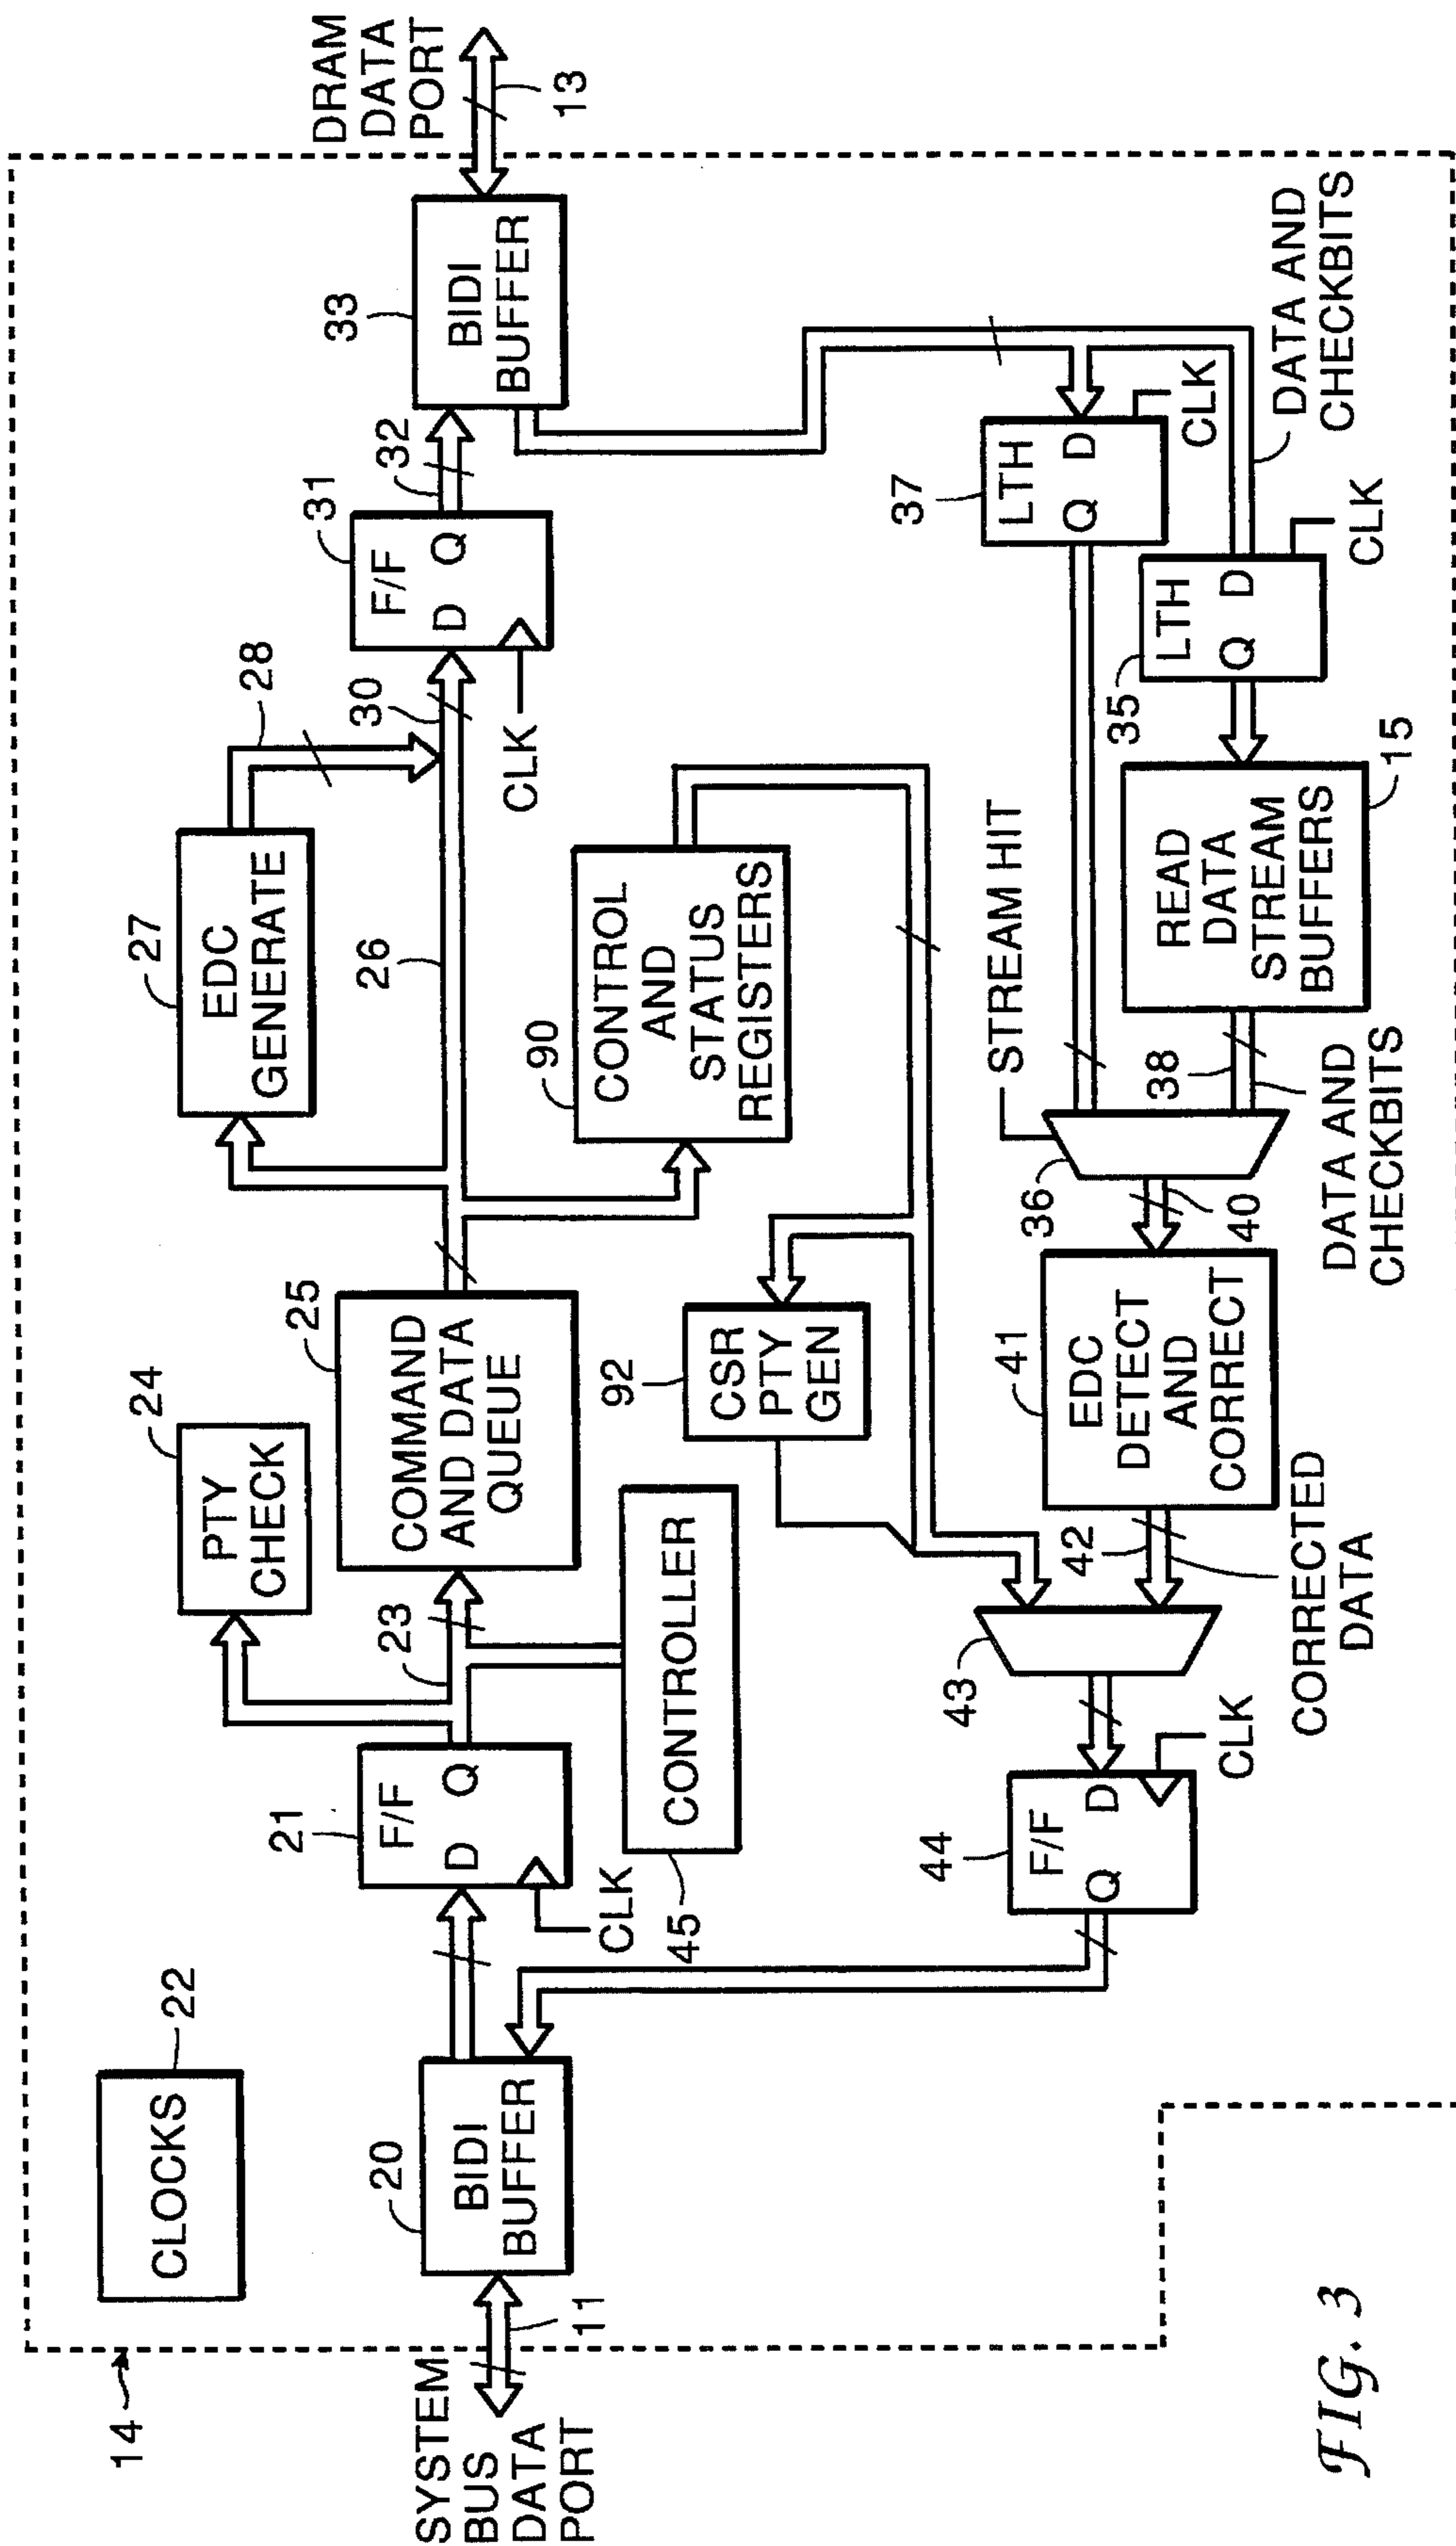 14
CLOCKS
22
SYSTEM
BUS
DATA
PORT
11
20
BIDI
BUFFER
21
F/F
D Q
CLK
23
24
PTY
CHECK
CONTROLLER
45
25
COMMAND
AND DATA
QUEUE
26
27
EDC
GENERATE
28
30
CLK
31
F/F
D Q
32
33
BIDI
BUFFER
DRAM
DATA
PORT
13
90
CONTROL
AND
STATUS
REGISTERS
92
CSR
PTY
GEN
44
F/F
Q D
CLK
43
CORRECTED
DATA
42
41
EDC
DETECT
AND
CORRECT
40
36
STREAM HIT
38
DATA AND
CHECKBITS
READ
DATA
STREAM
BUFFERS
15
35
LTH
Q D
CLK
37
LTH
Q D
CLK
DATA AND
CHECKBITS
FIG. 3